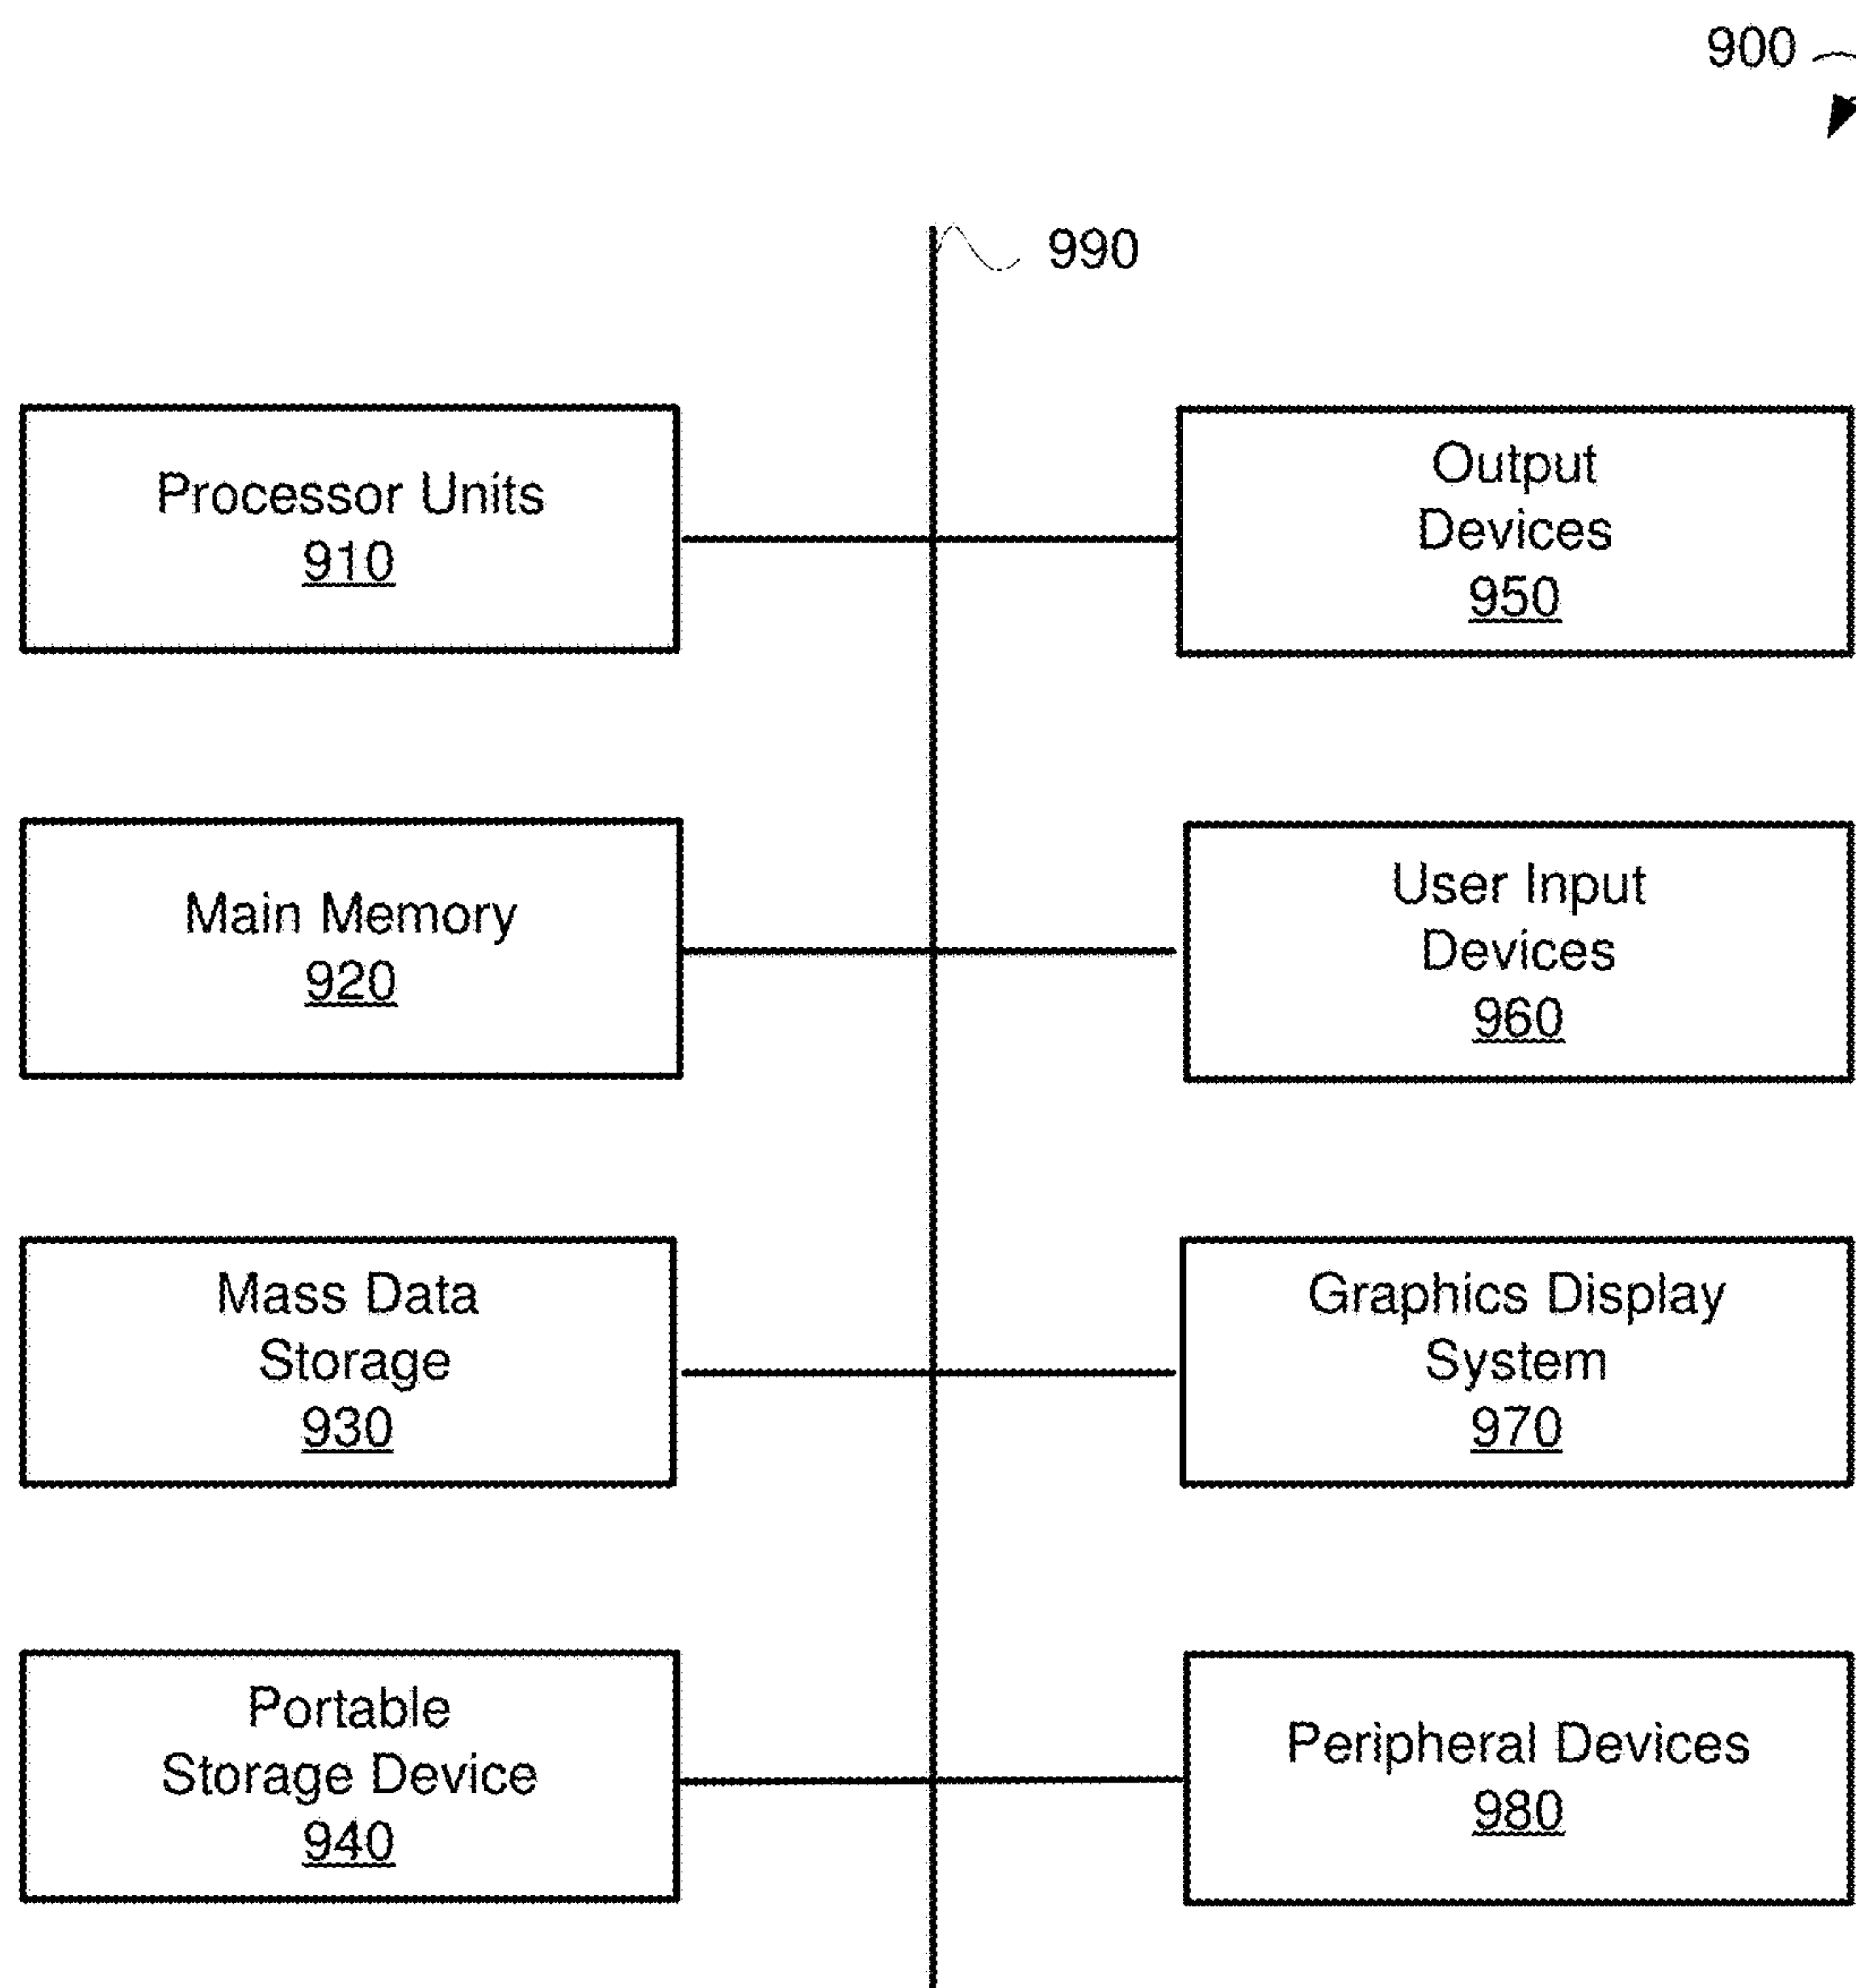 900
990
Processor Units
910
Output
Devices
950
Main Memory
920
User Input
Devices
960
Mass Data
Storage
930
Graphics Display
System
970
Portable
Storage Device
940
Peripheral Devices
980